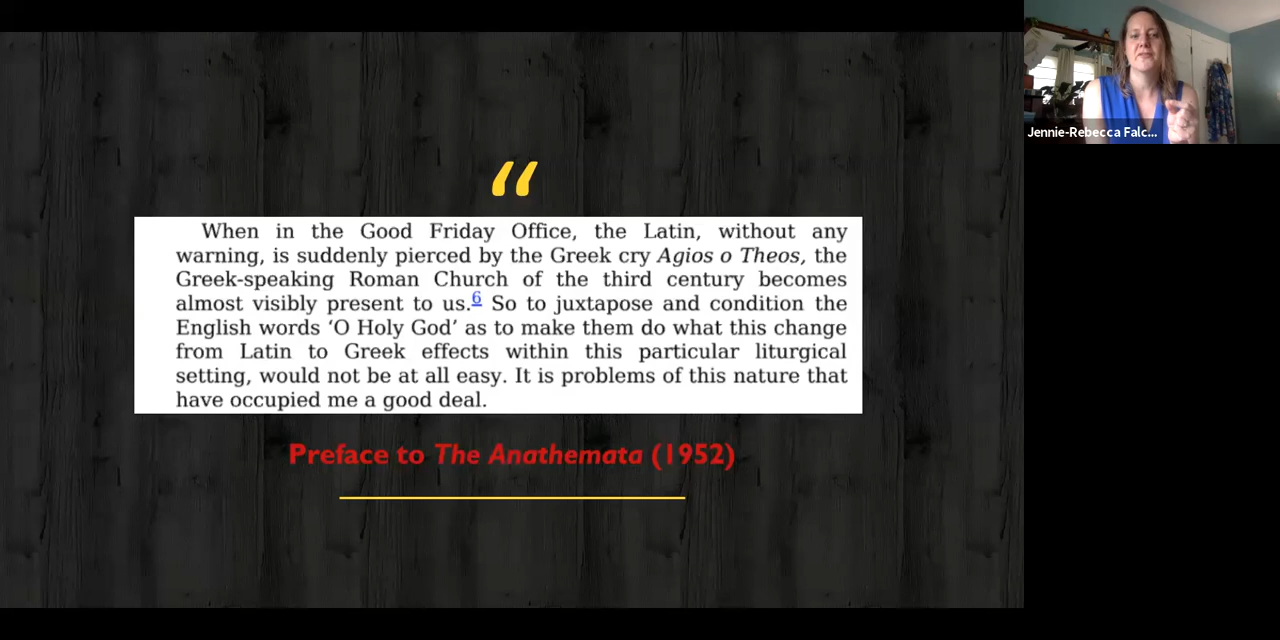 “
When in the Good Friday Office, the Latin, without any
warning, is suddenly pierced by the Greek cry Agios o Theos, the
Greek-speaking Roman Church of the third century becomes
almost visibly present to us.6 So to juxtapose and condition the
English words ‘O Holy God’ as to make them do what this change
from Latin to Greek effects within this particular liturgical
setting, would not be at all easy. It is problems of this nature that
have occupied me a good deal.
Preface to The Anathemata (1952)
Jennie-Rebecca Falc...